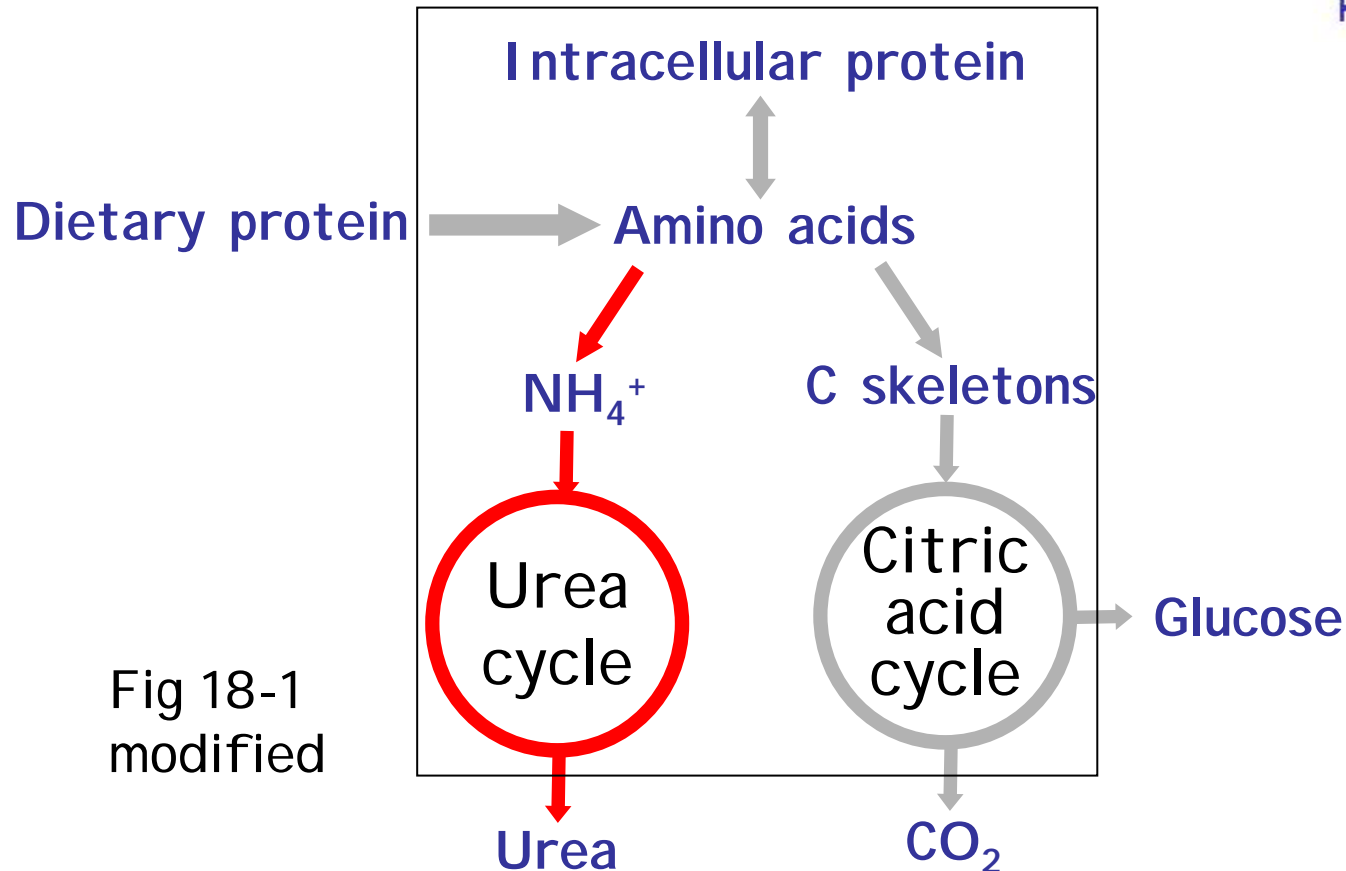 Intracellular protein
Dietary protein
Amino acids
NH₄⁺
C skeletons
Urea
cycle
Citric
acid
cycle
Glucose
Fig 18-1
modified
Urea
CO₂